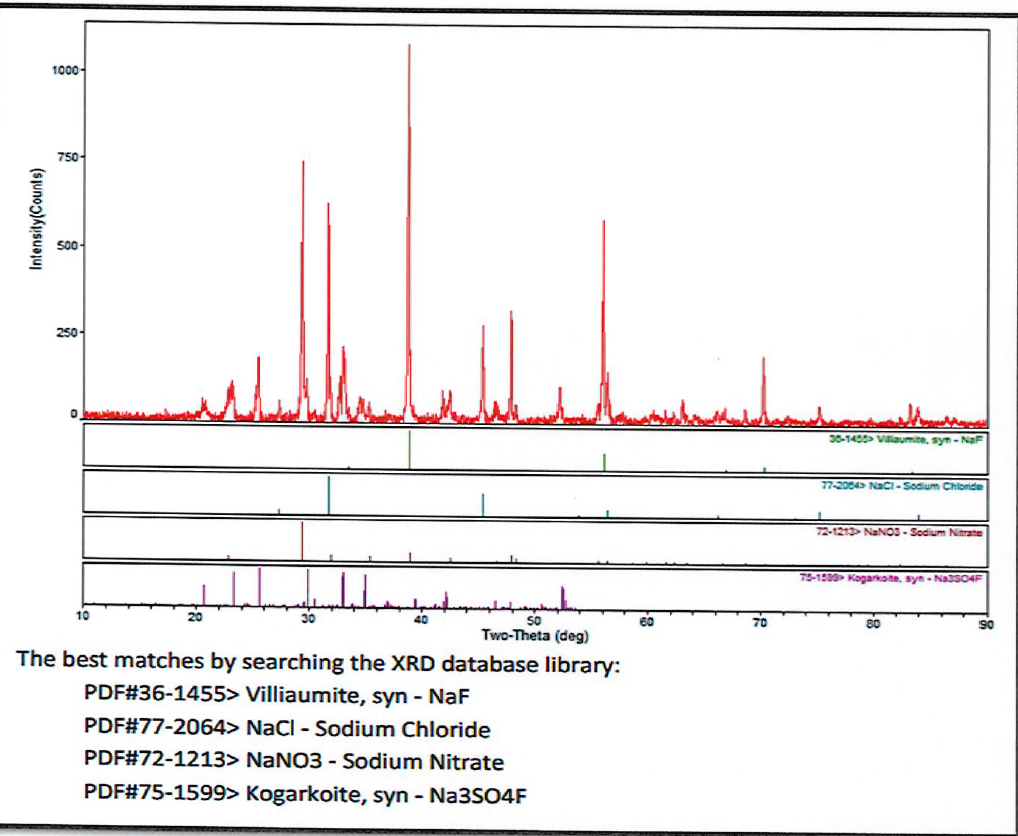 1000
750
500
250
0
Intensity(Counts)
36-1455> Villiaumite, syn - NaF
77-2064> NaCl - Sodium Chloride
72-1213> NaNO3 - Sodium Nitrate
75-1599> Kogarkoite, syn - Na3SO4F
10 20 30 40 50 60 70 80 90
Two-Theta (deg)
The best matches by searching the XRD database library:
PDF#36-1455> Villiaumite, syn - NaF
PDF#77-2064> NaCl - Sodium Chloride
PDF#72-1213> NaNO3 - Sodium Nitrate
PDF#75-1599> Kogarkoite, syn - Na3SO4F